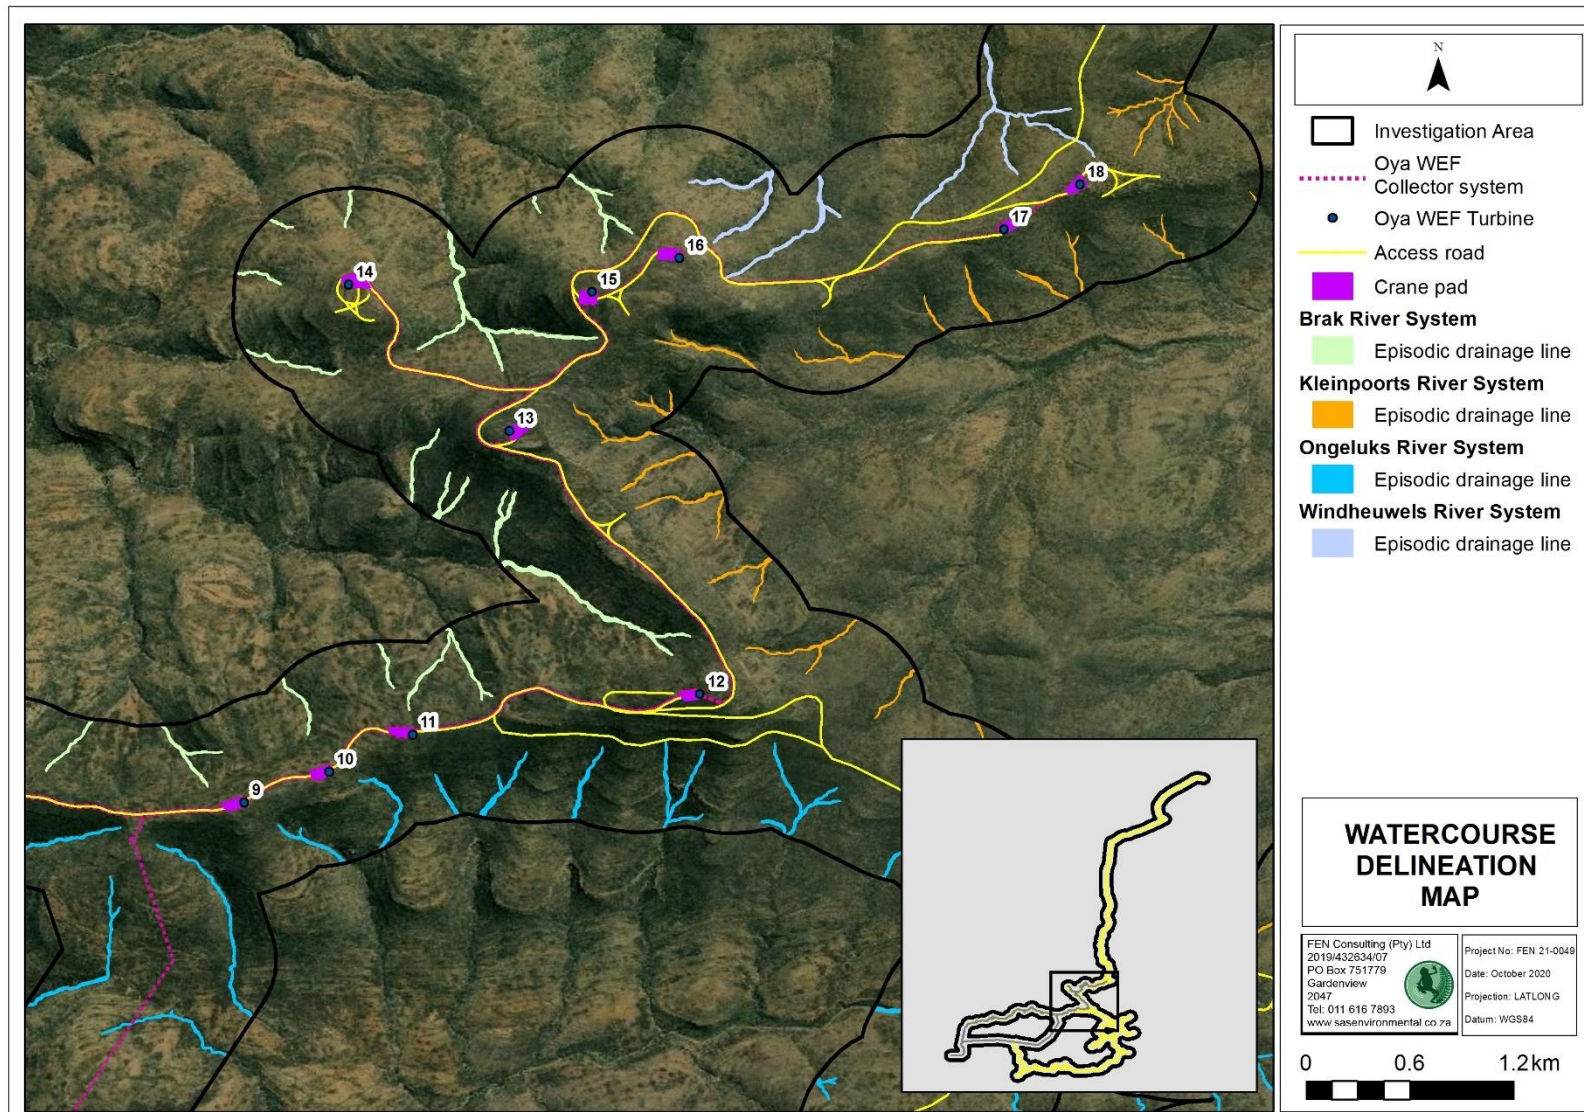 N
Investigation Area
Oya WEF
Collector system
Oya WEF Turbine
Access road
Crane pad
Brak River System
Episodic drainage line
Kleinpoorts River System
Episodic drainage line
Ongeluks River System
Episodic drainage line
Windheuwels River System
Episodic drainage line
18
17
16
15
14
13
12
11
10
9
WATERCOURSE
DELINEATION
MAP
FEN Consulting (Pty) Ltd
2019/432634/07
PO Box 751779
Gardenview
2047
Tel: 011 616 7893
www.sasenvironmental.co.za
Project No: FEN 21-0049
Date: October 2020
Projection: LATLONG
Datum: WGS84
0 0.6 1.2km